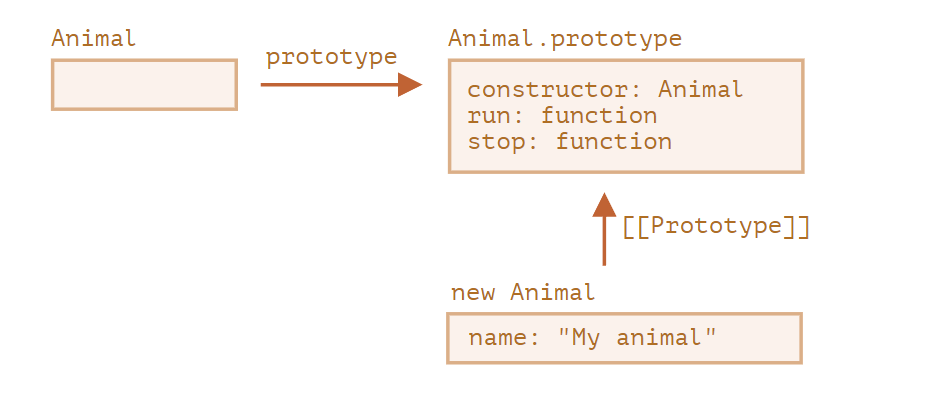 Animal
prototype
Animal.prototype
constructor: Animal
run: function
stop: function
[[Prototype]]
new Animal
name: "My animal"